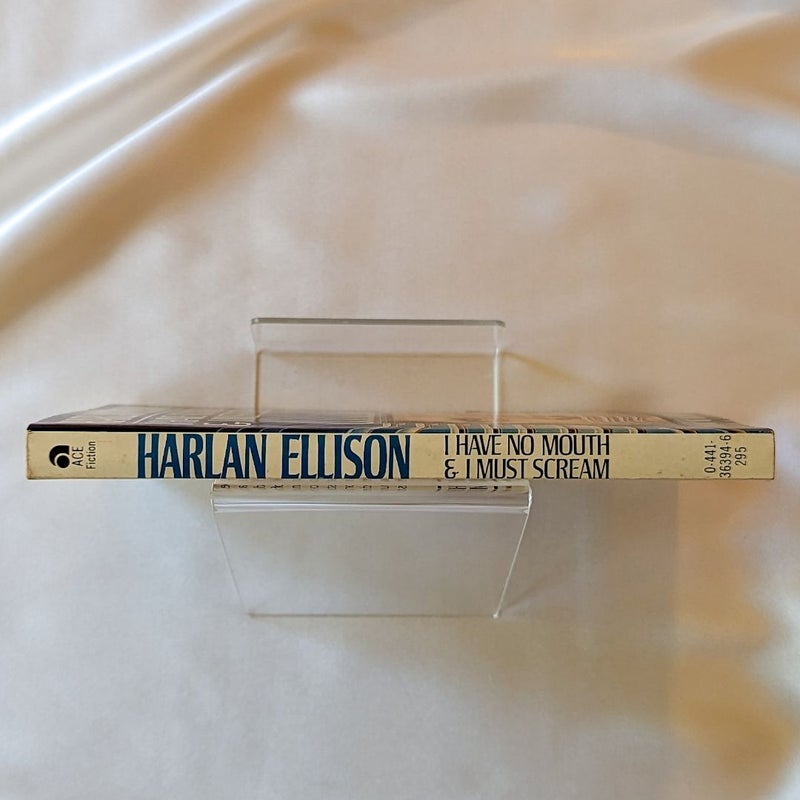 ACE
Fiction
HARLAN ELLISON
I HAVE NO MOUTH
& I MUST SCREAM
0-441-
36394-6
295